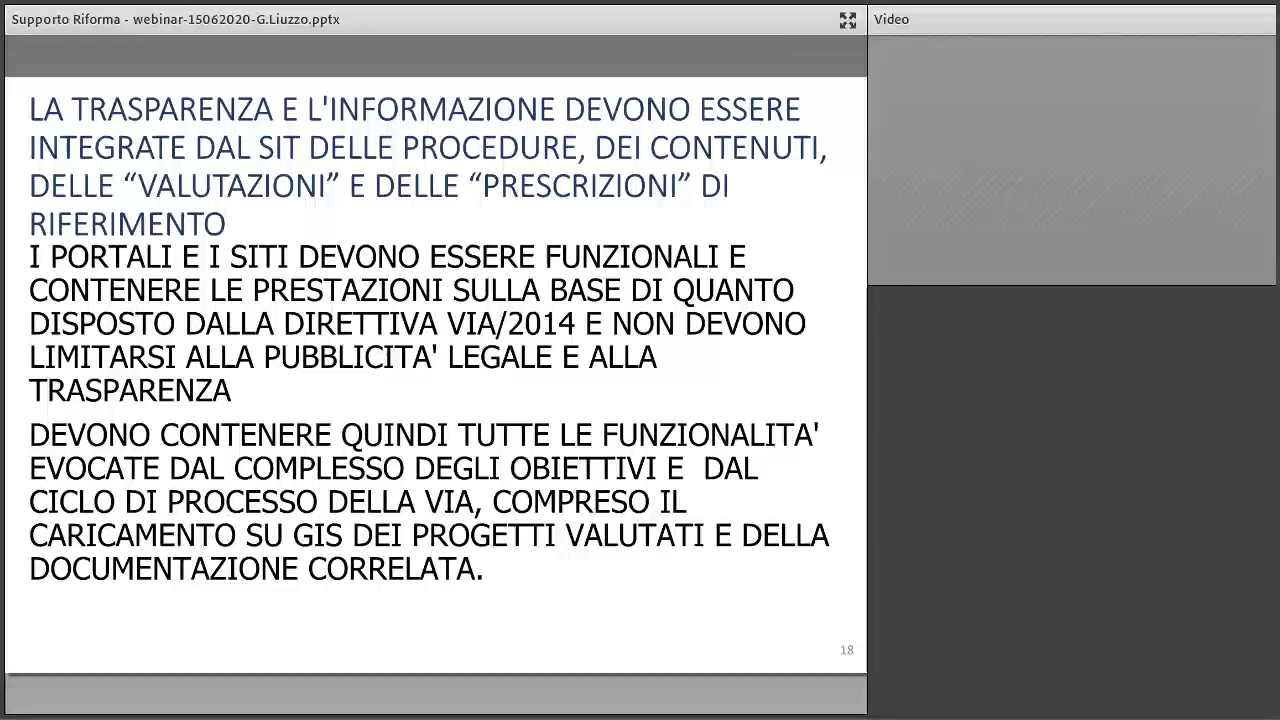 Supporto Riforma - webinar-15062020-G.Liuzzo.pptx
Video
LA TRASPARENZA E L'INFORMAZIONE DEVONO ESSERE
INTEGRATE DAL SIT DELLE PROCEDURE, DEI CONTENUTI,
DELLE “VALUTAZIONI” E DELLE “PRESCRIZIONI” DI
RIFERIMENTO
I PORTALI E I SITI DEVONO ESSERE FUNZIONALI E
CONTENERE LE PRESTAZIONI SULLA BASE DI QUANTO
DISPOSTO DALLA DIRETTIVA VIA/2014 E NON DEVONO
LIMITARSI ALLA PUBBLICITA' LEGALE E ALLA
TRASPARENZA
DEVONO CONTENERE QUINDI TUTTE LE FUNZIONALITA'
EVOCATE DAL COMPLESSO DEGLI OBIETTIVI E  DAL
CICLO DI PROCESSO DELLA VIA, COMPRESO IL
CARICAMENTO SU GIS DEI PROGETTI VALUTATI E DELLA
DOCUMENTAZIONE CORRELATA.
18